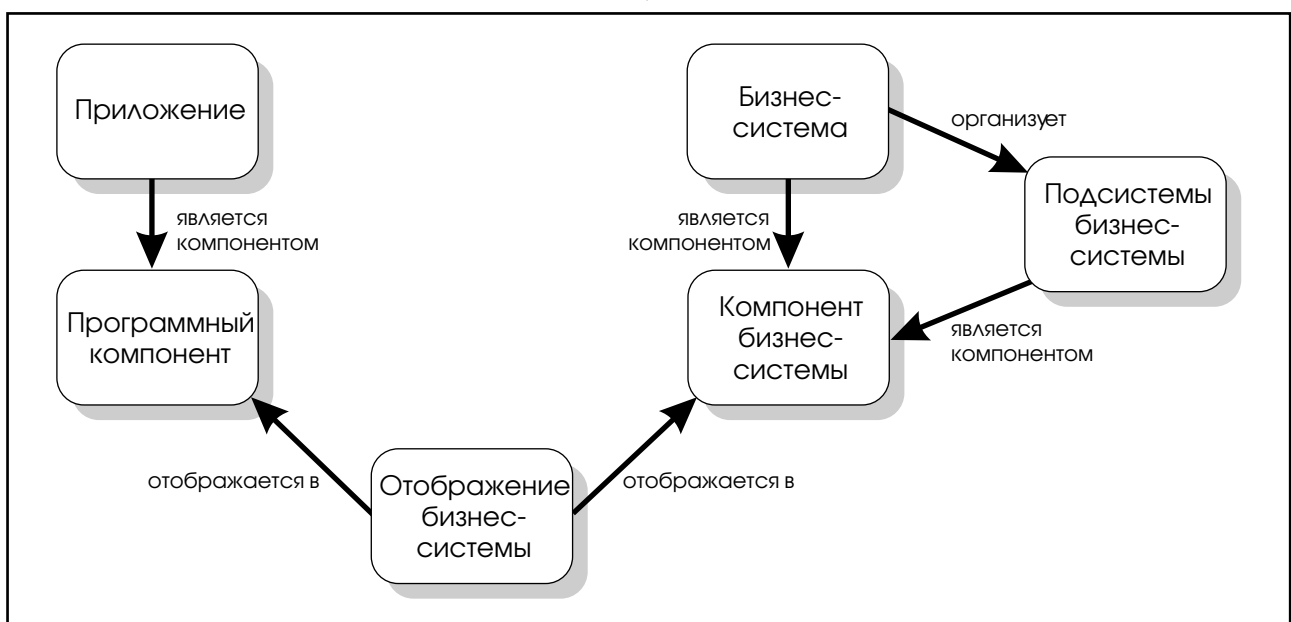 Приложение
Бизнес-
система
организует
Подсистемы
бизнес-
системы
является
компонентом
является
компонентом
Программный
компонент
Компонент
бизнес-
системы
является
компонентом
отображается в
Отображение
бизнес-
системы
отображается в